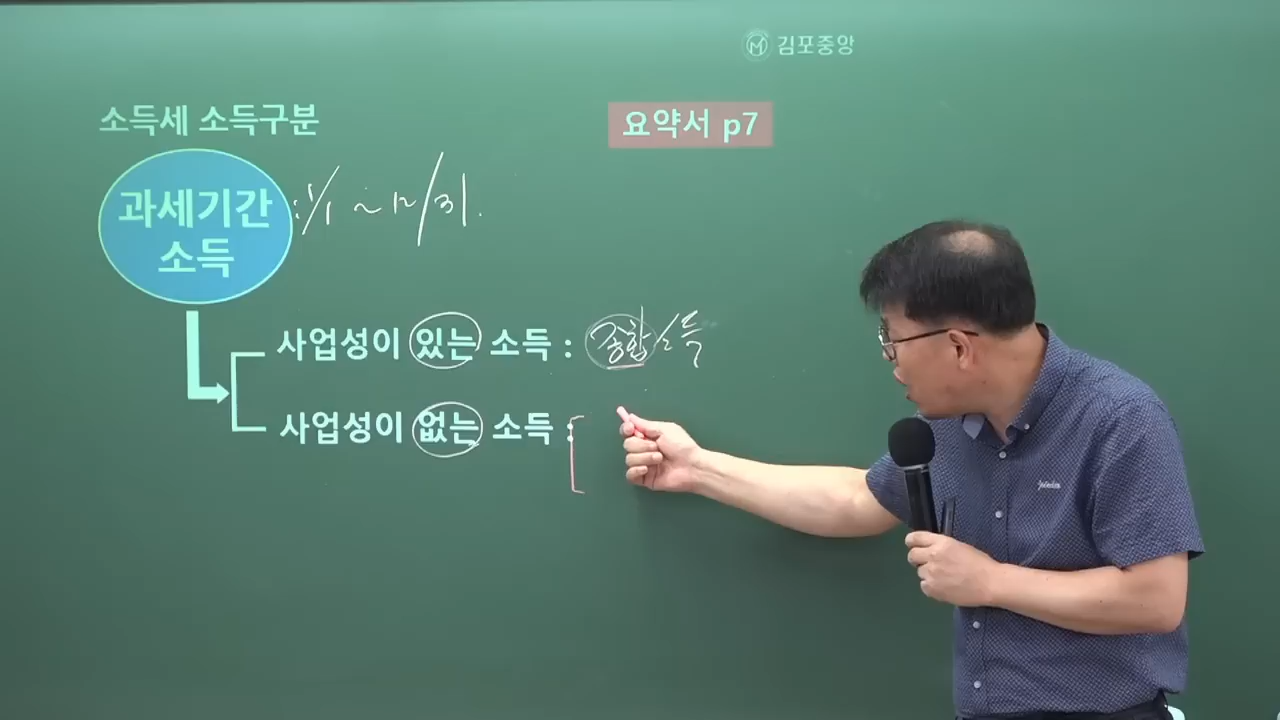 김포중앙
소득세 소득구분
요약서 p7
과세기간
소득
: 1/1 ~ 12/31.
사업성이 있는 소득 : 종합소득
사업성이 없는 소득 :